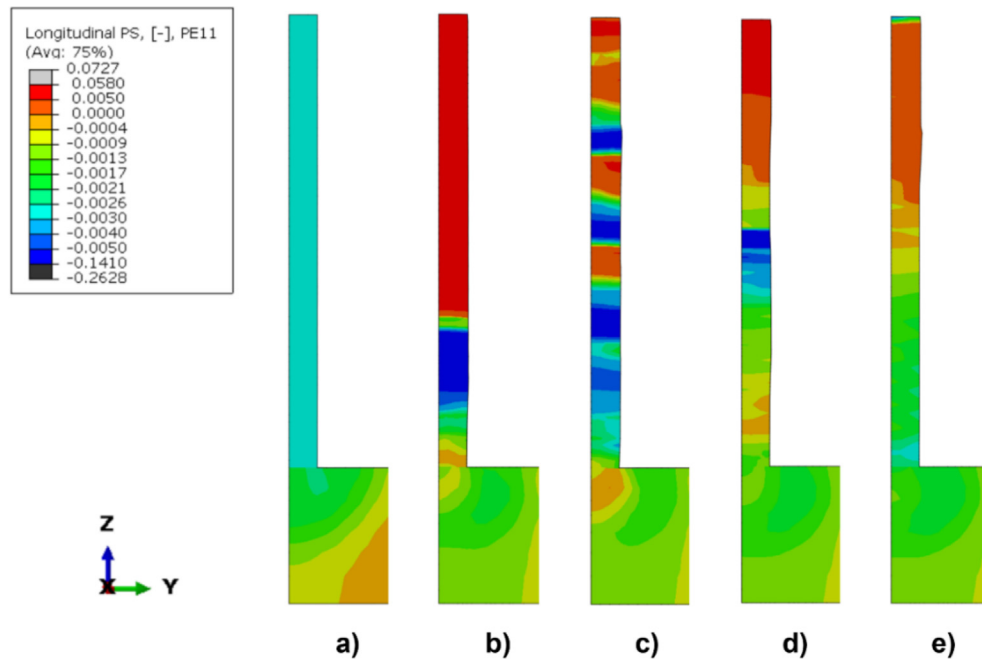 Longitudinal PS, [-], PE11
(Avg: 75%)
0.0727
0.0580
0.0050
0.0000
-0.0004
-0.0009
-0.0013
-0.0017
-0.0021
-0.0026
-0.0030
-0.0040
-0.0050
-0.1410
-0.2628
Z
X
Y
a)
b)
c)
d)
e)